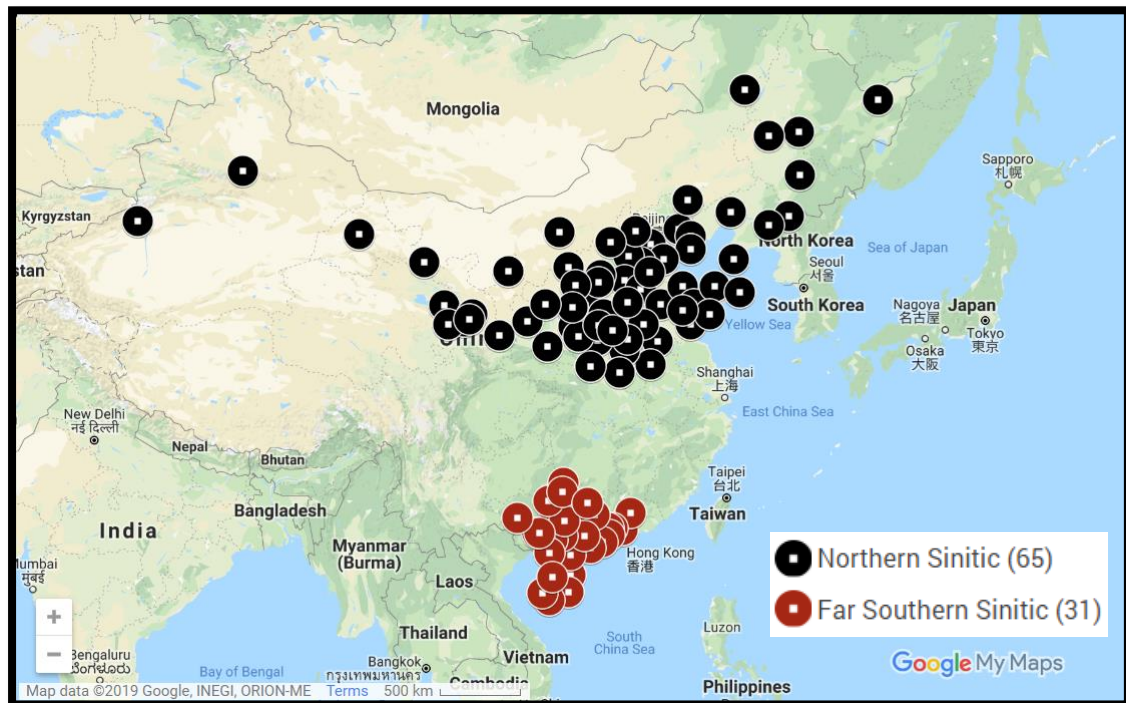 Mongolia
Sapporo
札幌
Kyrgyzstan
Beijing
North Korea
Sea of Japan
stan
Seoul
서울
South Korea
Nagoya
名古屋
Japan
Tokyo
東京
Yellow Sea
Osaka
大阪
Shanghai
上海
East China Sea
New Delhi
नई दिल्ली
Nepal
Bhutan
Taipei
台北
Taiwan
Bangladesh
India
Myanmar
(Burma)
Hong Kong
香港
Laos
Mumbai
मुंबई
Northern Sinitic (65)
Far Southern Sinitic (31)
+
−
Thailand
South
China Sea
Luzon
Bengaluru
ಬೆಂಗಳೂರು
Bay of Bengal
Bangkok
กรุงเทพมหานคร
Vietnam
Cambodia
Philippines
Google My Maps
Map data ©2019 Google, INEGI, ORION-ME Terms 500 km